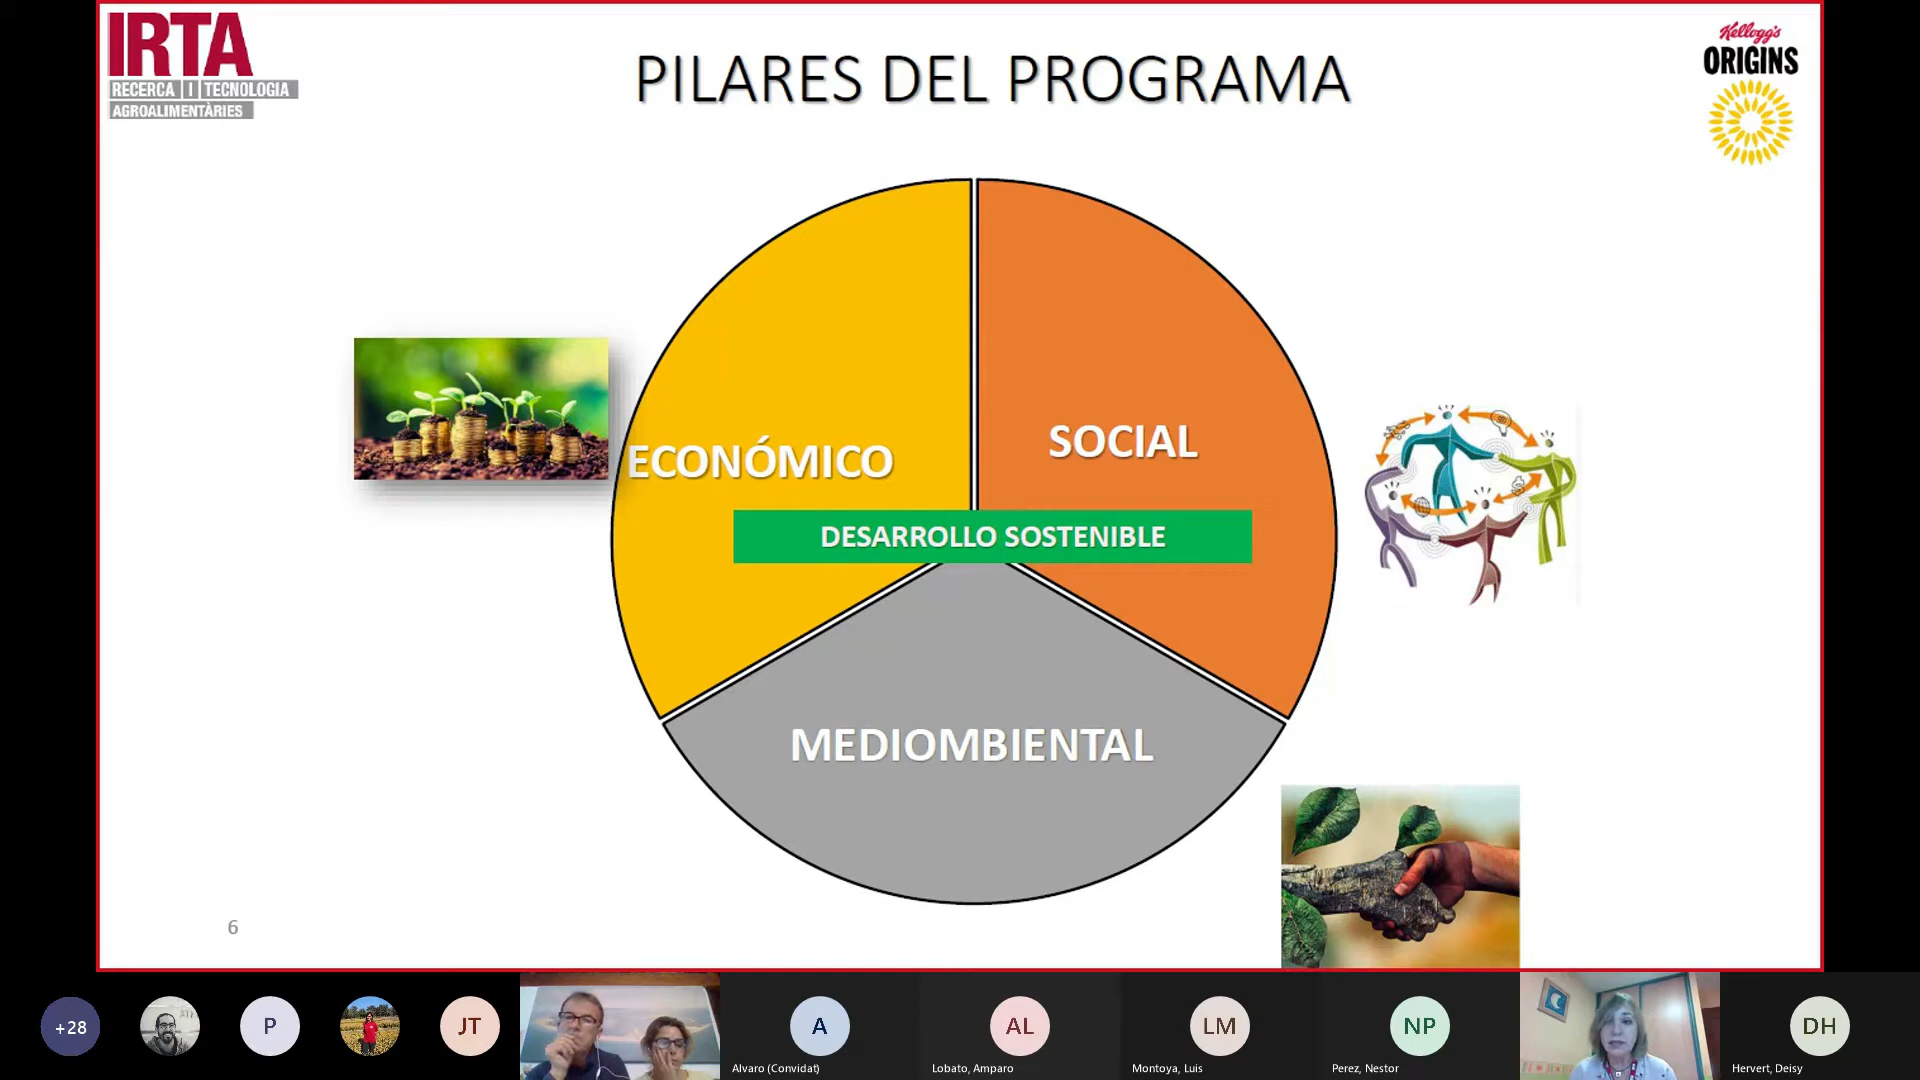 IRTA
RECERCA I TECNOLOGIA
AGROALIMENTÀRIES
PILARES DEL PROGRAMA
Kellogg's
ORIGINS
ECONÓMICO
SOCIAL
DESARROLLO SOSTENIBLE
MEDIOMBIENTAL
6
+28
P
JT
A
AL
LM
NP
DH
Alvaro (Convidat)
Lobato, Amparo
Montoya, Luis
Perez, Nestor
Hervert, Deisy